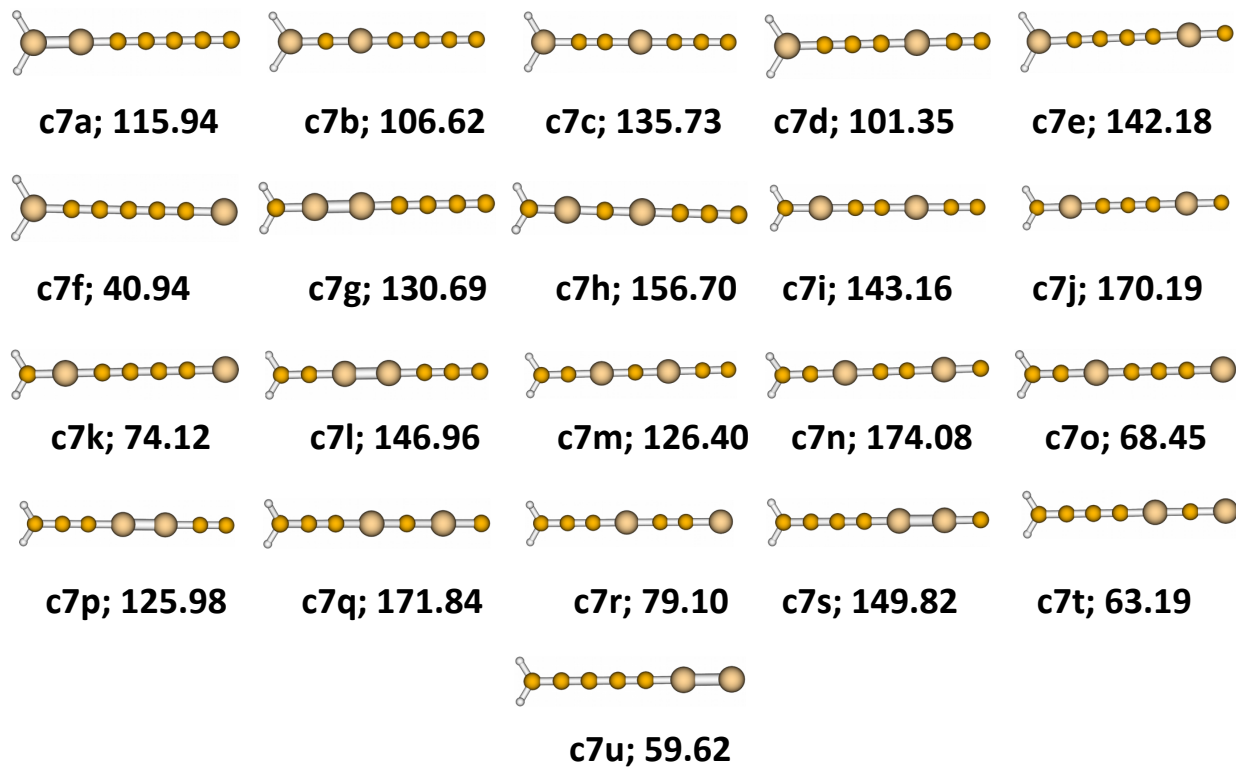 c7a; 115.94 c7b; 106.62 c7c; 135.73 c7d; 101.35 c7e; 142.18
c7f; 40.94 c7g; 130.69 c7h; 156.70 c7i; 143.16 c7j; 170.19
c7k; 74.12 c7l; 146.96 c7m; 126.40 c7n; 174.08 c7o; 68.45
c7p; 125.98 c7q; 171.84 c7r; 79.10 c7s; 149.82 c7t; 63.19
c7u; 59.62